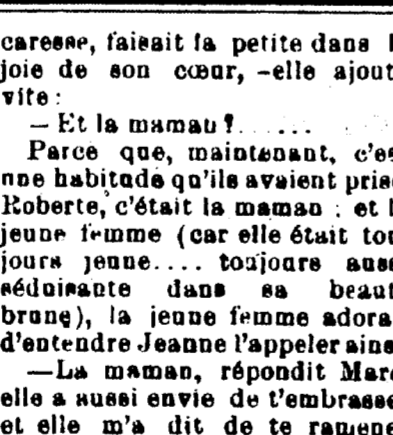 caresse, faisait la petite dans l
joie de son cœur, -elle ajout
vite:
— Et la maman?......
Parce que, maintenant, c'es
une habitude qu'ils avaient pris
Roberte, c'était la maman : et l
jeune femme (car elle était tou
jours jeune.... toujours auss
séduisante dans sa beaut
brune), la jeune femme adora
d'entendre Jeanne l'appeler ains
—La maman, répondit Marc
elle a aussi envie de t'embrasse
et elle m'a dit de te ramene